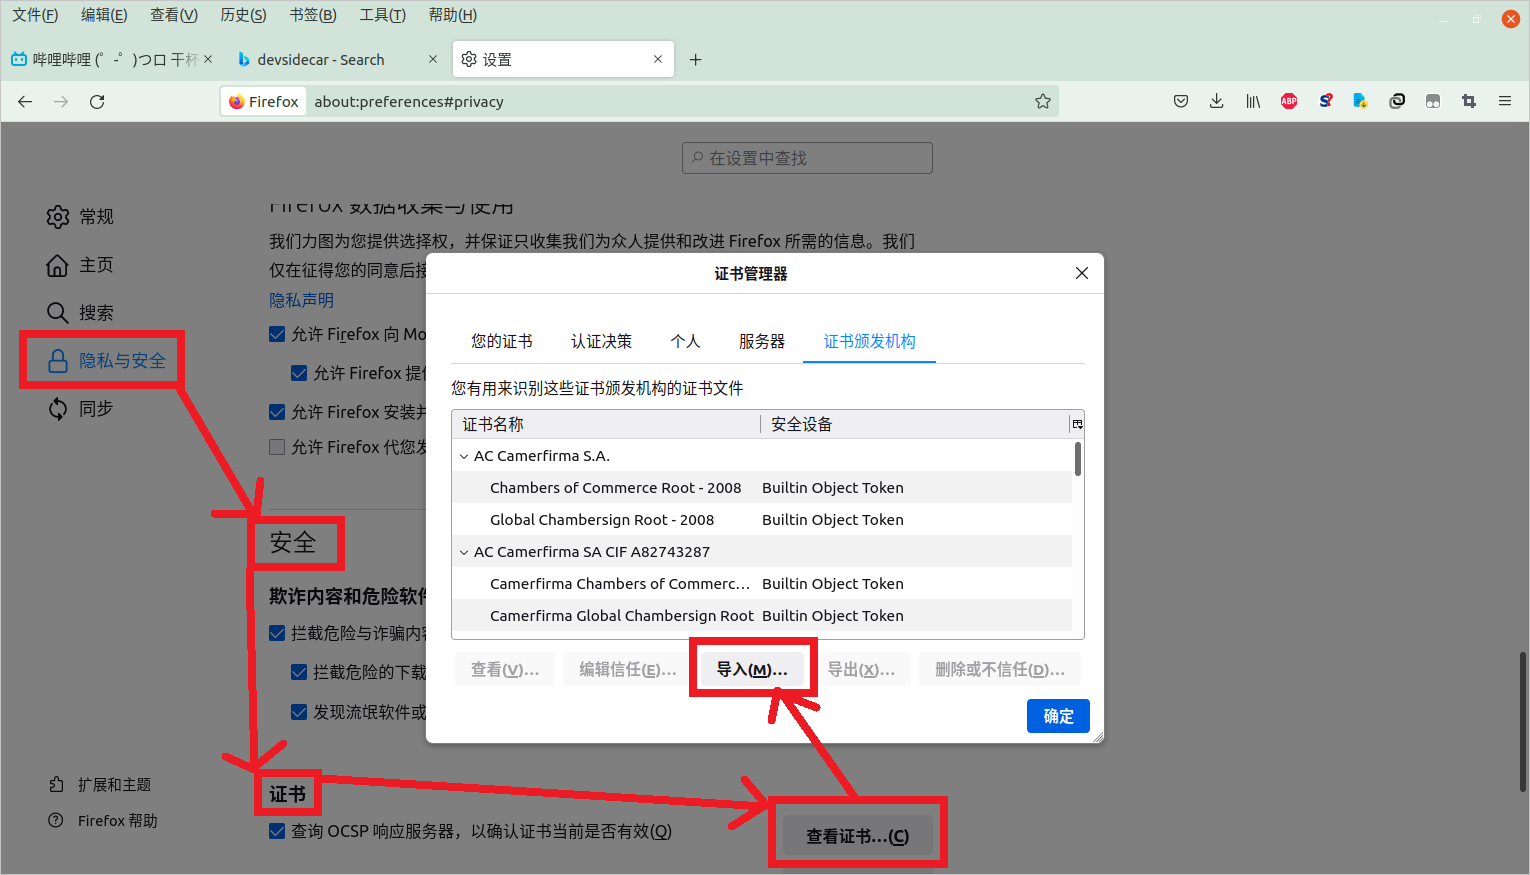 文件(F) 编辑(E) 查看(V) 历史(S) 书签(B) 工具(T) 帮助(H)
哔哩哔哩 (゜-゜)つロ 干杯
devsidecar - Search
设置
Firefox about:preferences#privacy
ABP
在设置中查找
常规
主页
搜索
隐私与安全
同步
扩展和主题
Firefox 帮助
Firefox 数据收集与使用
我们力图为您提供选择权，并保证只收集我们为众人提供和改进 Firefox 所需的信息。我们
仅在征得您的同意后接
隐私声明
允许 Firefox 向 Mo
允许 Firefox 提供
允许 Firefox 安装并
允许 Firefox 代您发
安全
欺诈内容和危险软件
拦截危险与诈骗内容
拦截危险的下载
发现流氓软件或
证书
查询 OCSP 响应服务器，以确认证书当前是否有效(Q)
查看证书...(C)
证书管理器
您的证书 认证决策 个人 服务器 证书颁发机构
您有用来识别这些证书颁发机构的证书文件
证书名称 安全设备
AC Camerfirma S.A.
Chambers of Commerce Root - 2008 Builtin Object Token
Global Chambersign Root - 2008 Builtin Object Token
AC Camerfirma SA CIF A82743287
Camerfirma Chambers of Commerc... Builtin Object Token
Camerfirma Global Chambersign Root Builtin Object Token
查看(V)... 编辑信任(E)... 导入(M)... 导出(X)... 删除或不信任(D)...
确定